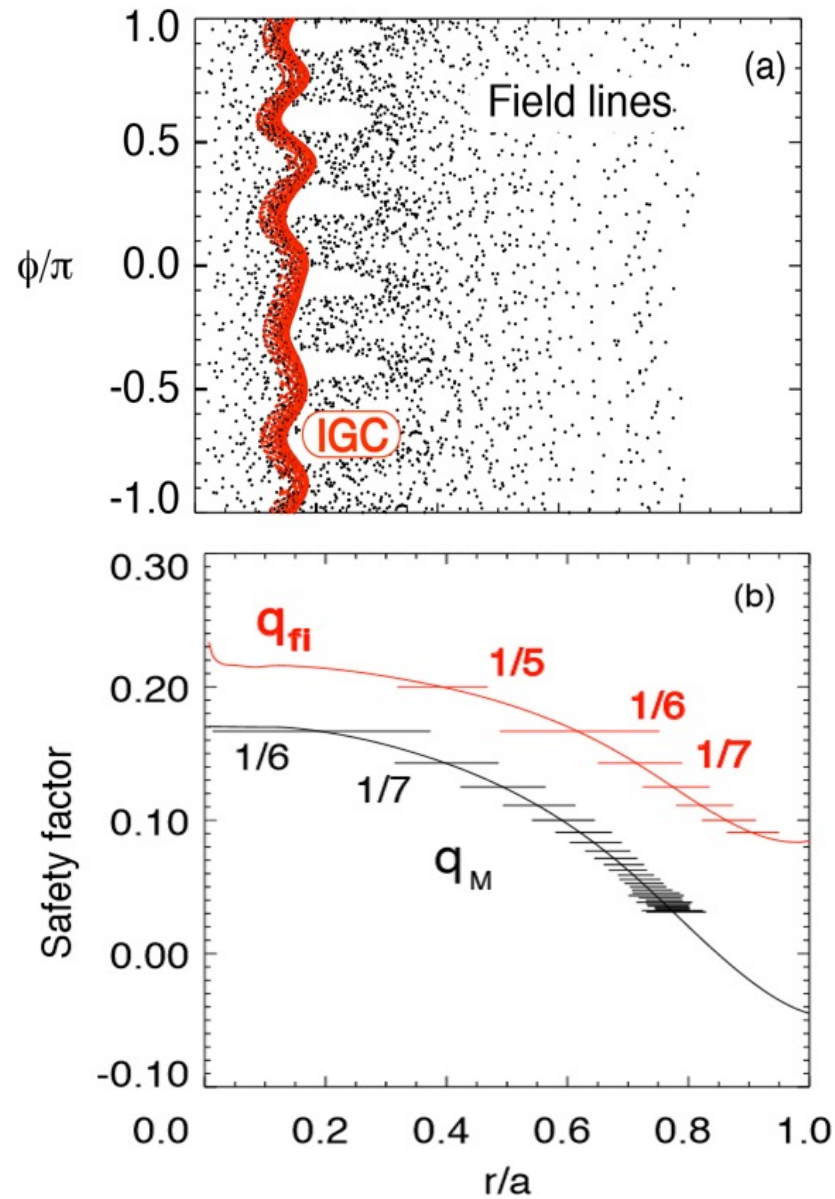 1.0
(a)
Field lines
0.5
ϕ/π
0.0
-0.5
IGC
-1.0
0.30
(b)
q_fi
1/5
0.20
1/6
1/7
1/6
1/7
0.10
q_M
Safety factor
0.00
-0.10
0.0 0.2 0.4 0.6 0.8 1.0
r/a